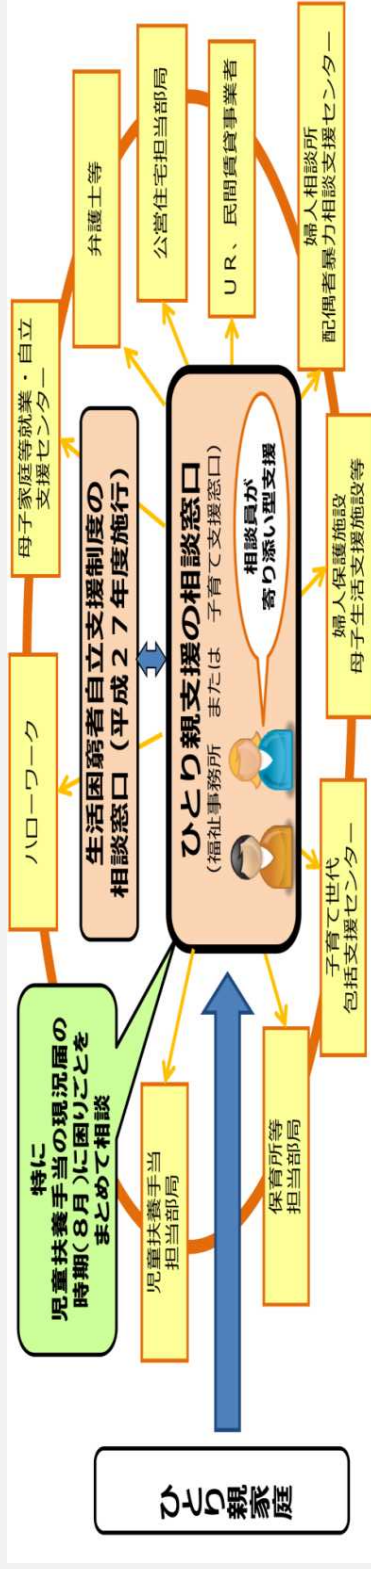 ひとり親家庭
特に
児童扶養手当の現況届の
時期(8月)に困りごとを
まとめて相談
児童扶養手当
担当部局
保育所等
担当部局
ハローワーク
母子家庭等就業・自立
支援センター
生活困窮者自立支援制度の
相談窓口(平成27年度施行)
ひとり親支援の相談窓口
(福祉事務所 または 子育て支援窓口)
相談員が
寄り添い型支援
弁護士等
公営住宅担当部局
UR、民間賃貸事業者
婦人相談所
配偶者暴力相談支援センター
婦人保護施設
母子生活支援施設等
子育て世代
包括支援センター